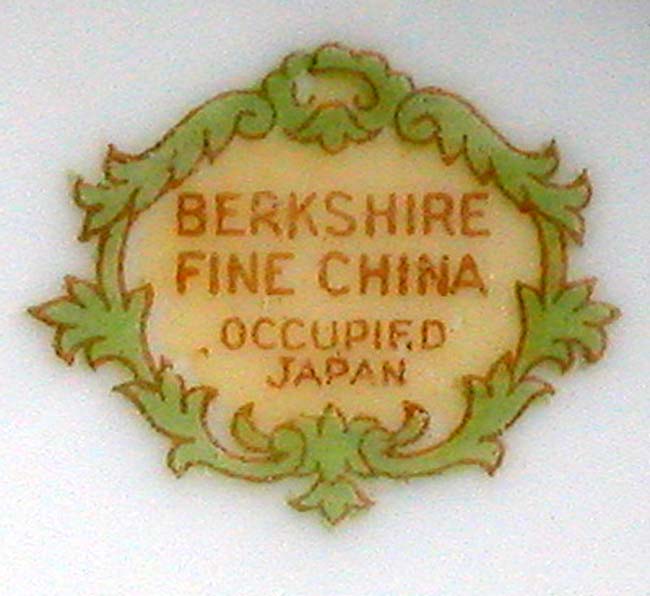 BERKSHIRE
FINE CHINA
OCCUPIED
JAPAN